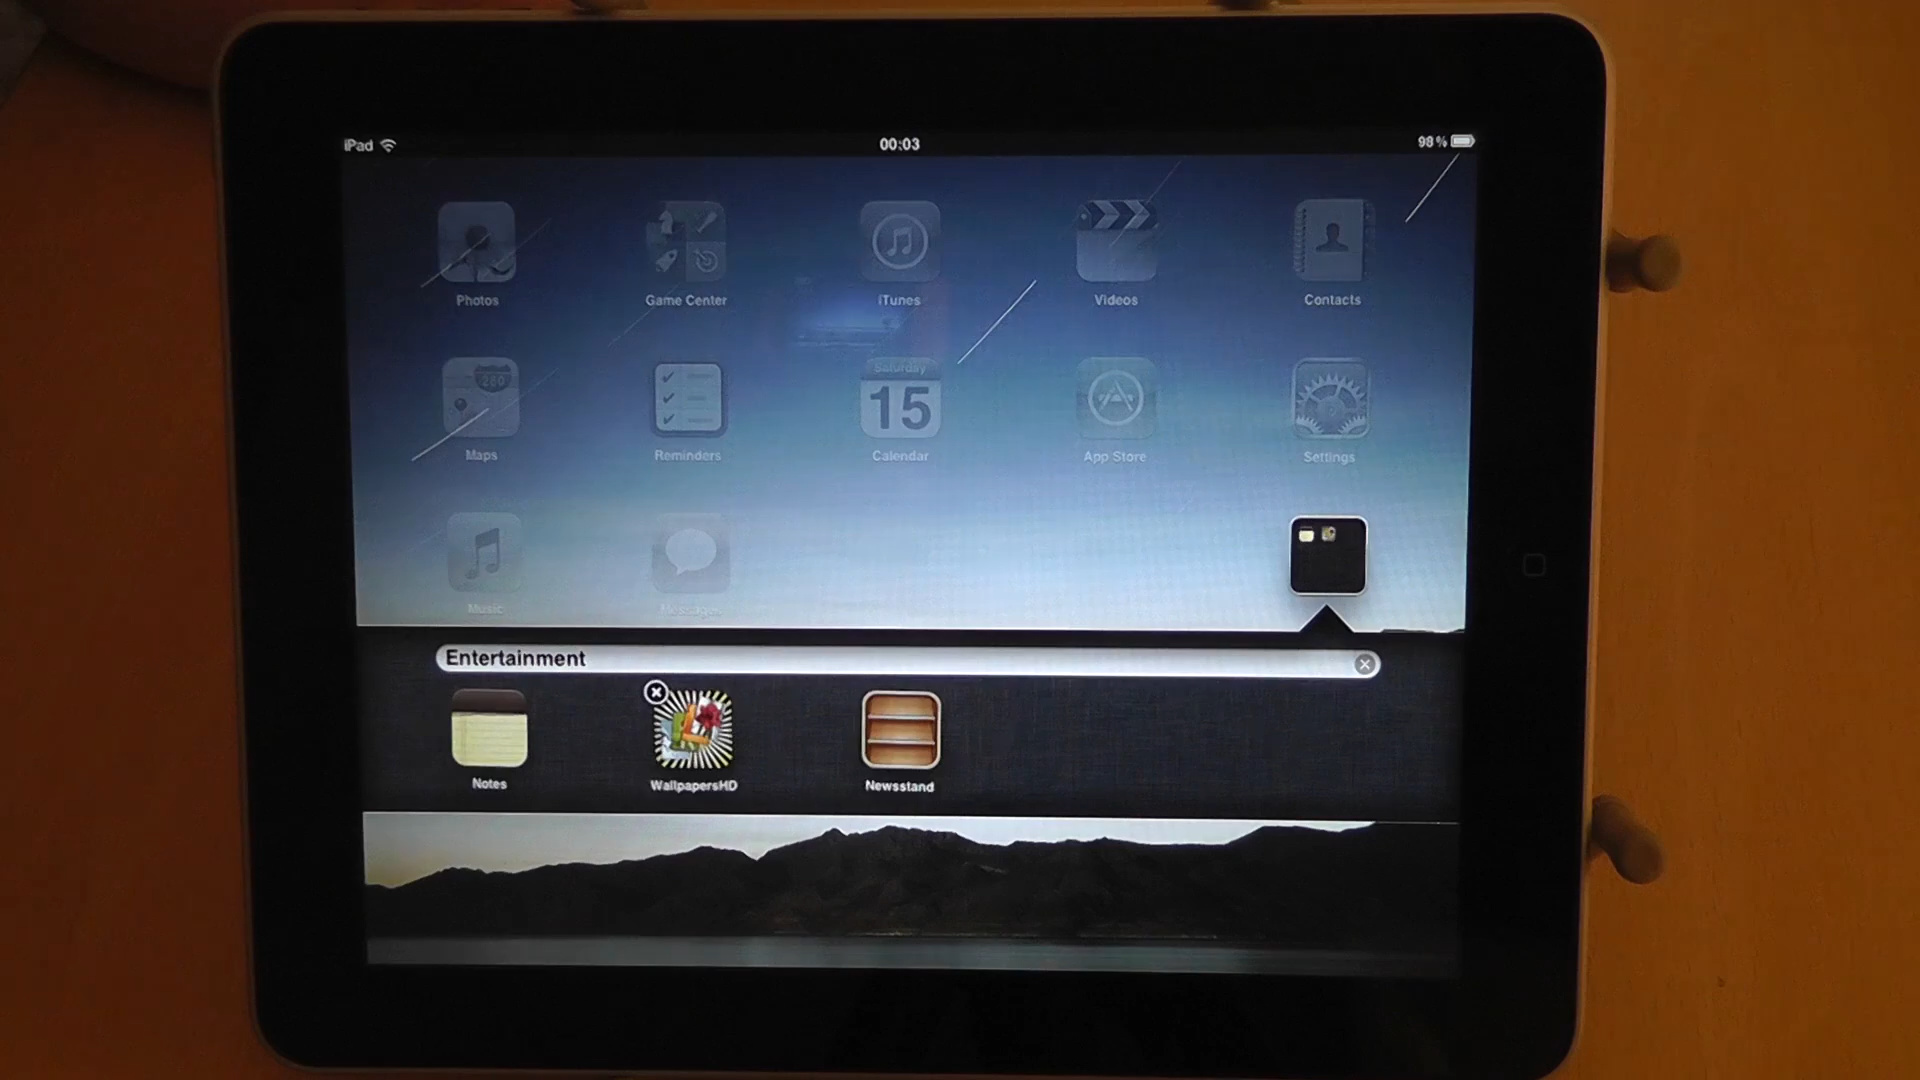 iPad 00:03 98%
Photos Game Center iTunes Videos Contacts
280 Saturday
15
Maps Reminders Calendar App Store Settings
Music Messages
Entertainment
Notes WallpapersHD Newsstand